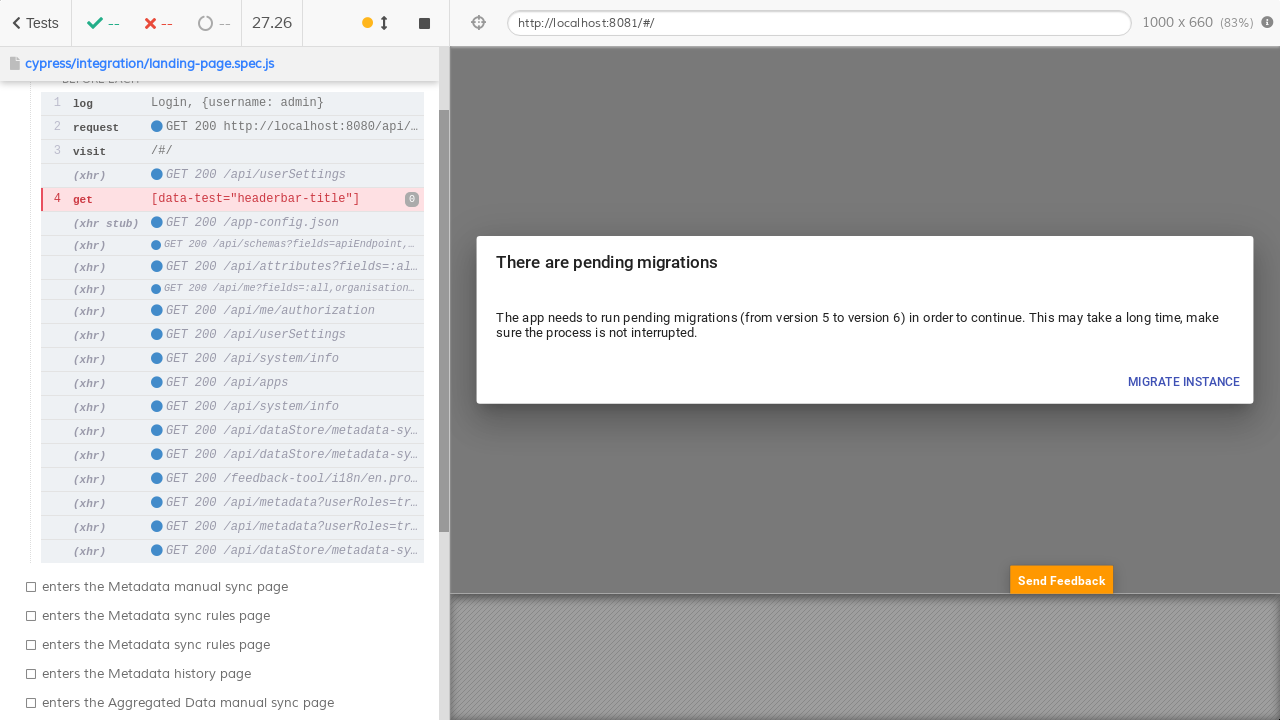 Tests
--
--
--
27.26
http://localhost:8081/#/
1000 x 660 (83%)
cypress/integration/landing-page.spec.js
BEFORE EACH
1 log Login, {username: admin}
2 request GET 200 http://localhost:8080/api/…
3 visit /#/
(xhr) GET 200 /api/userSettings
4 get [data-test="headerbar-title"] 0
(xhr stub) GET 200 /app-config.json
(xhr) GET 200 /api/schemas?fields=apiEndpoint,…
(xhr) GET 200 /api/attributes?fields=:al…
(xhr) GET 200 /api/me?fields=:all,organisation…
(xhr) GET 200 /api/me/authorization
(xhr) GET 200 /api/userSettings
(xhr) GET 200 /api/system/info
(xhr) GET 200 /api/apps
(xhr) GET 200 /api/system/info
(xhr) GET 200 /api/dataStore/metadata-sy…
(xhr) GET 200 /api/dataStore/metadata-sy…
(xhr) GET 200 /feedback-tool/i18n/en.pro…
(xhr) GET 200 /api/metadata?userRoles=tr…
(xhr) GET 200 /api/metadata?userRoles=tr…
(xhr) GET 200 /api/dataStore/metadata-sy…
enters the Metadata manual sync page
enters the Metadata sync rules page
enters the Metadata sync rules page
enters the Metadata history page
enters the Aggregated Data manual sync page
There are pending migrations
The app needs to run pending migrations (from version 5 to version 6) in order to continue. This may take a long time, make
sure the process is not interrupted.
MIGRATE INSTANCE
Send Feedback